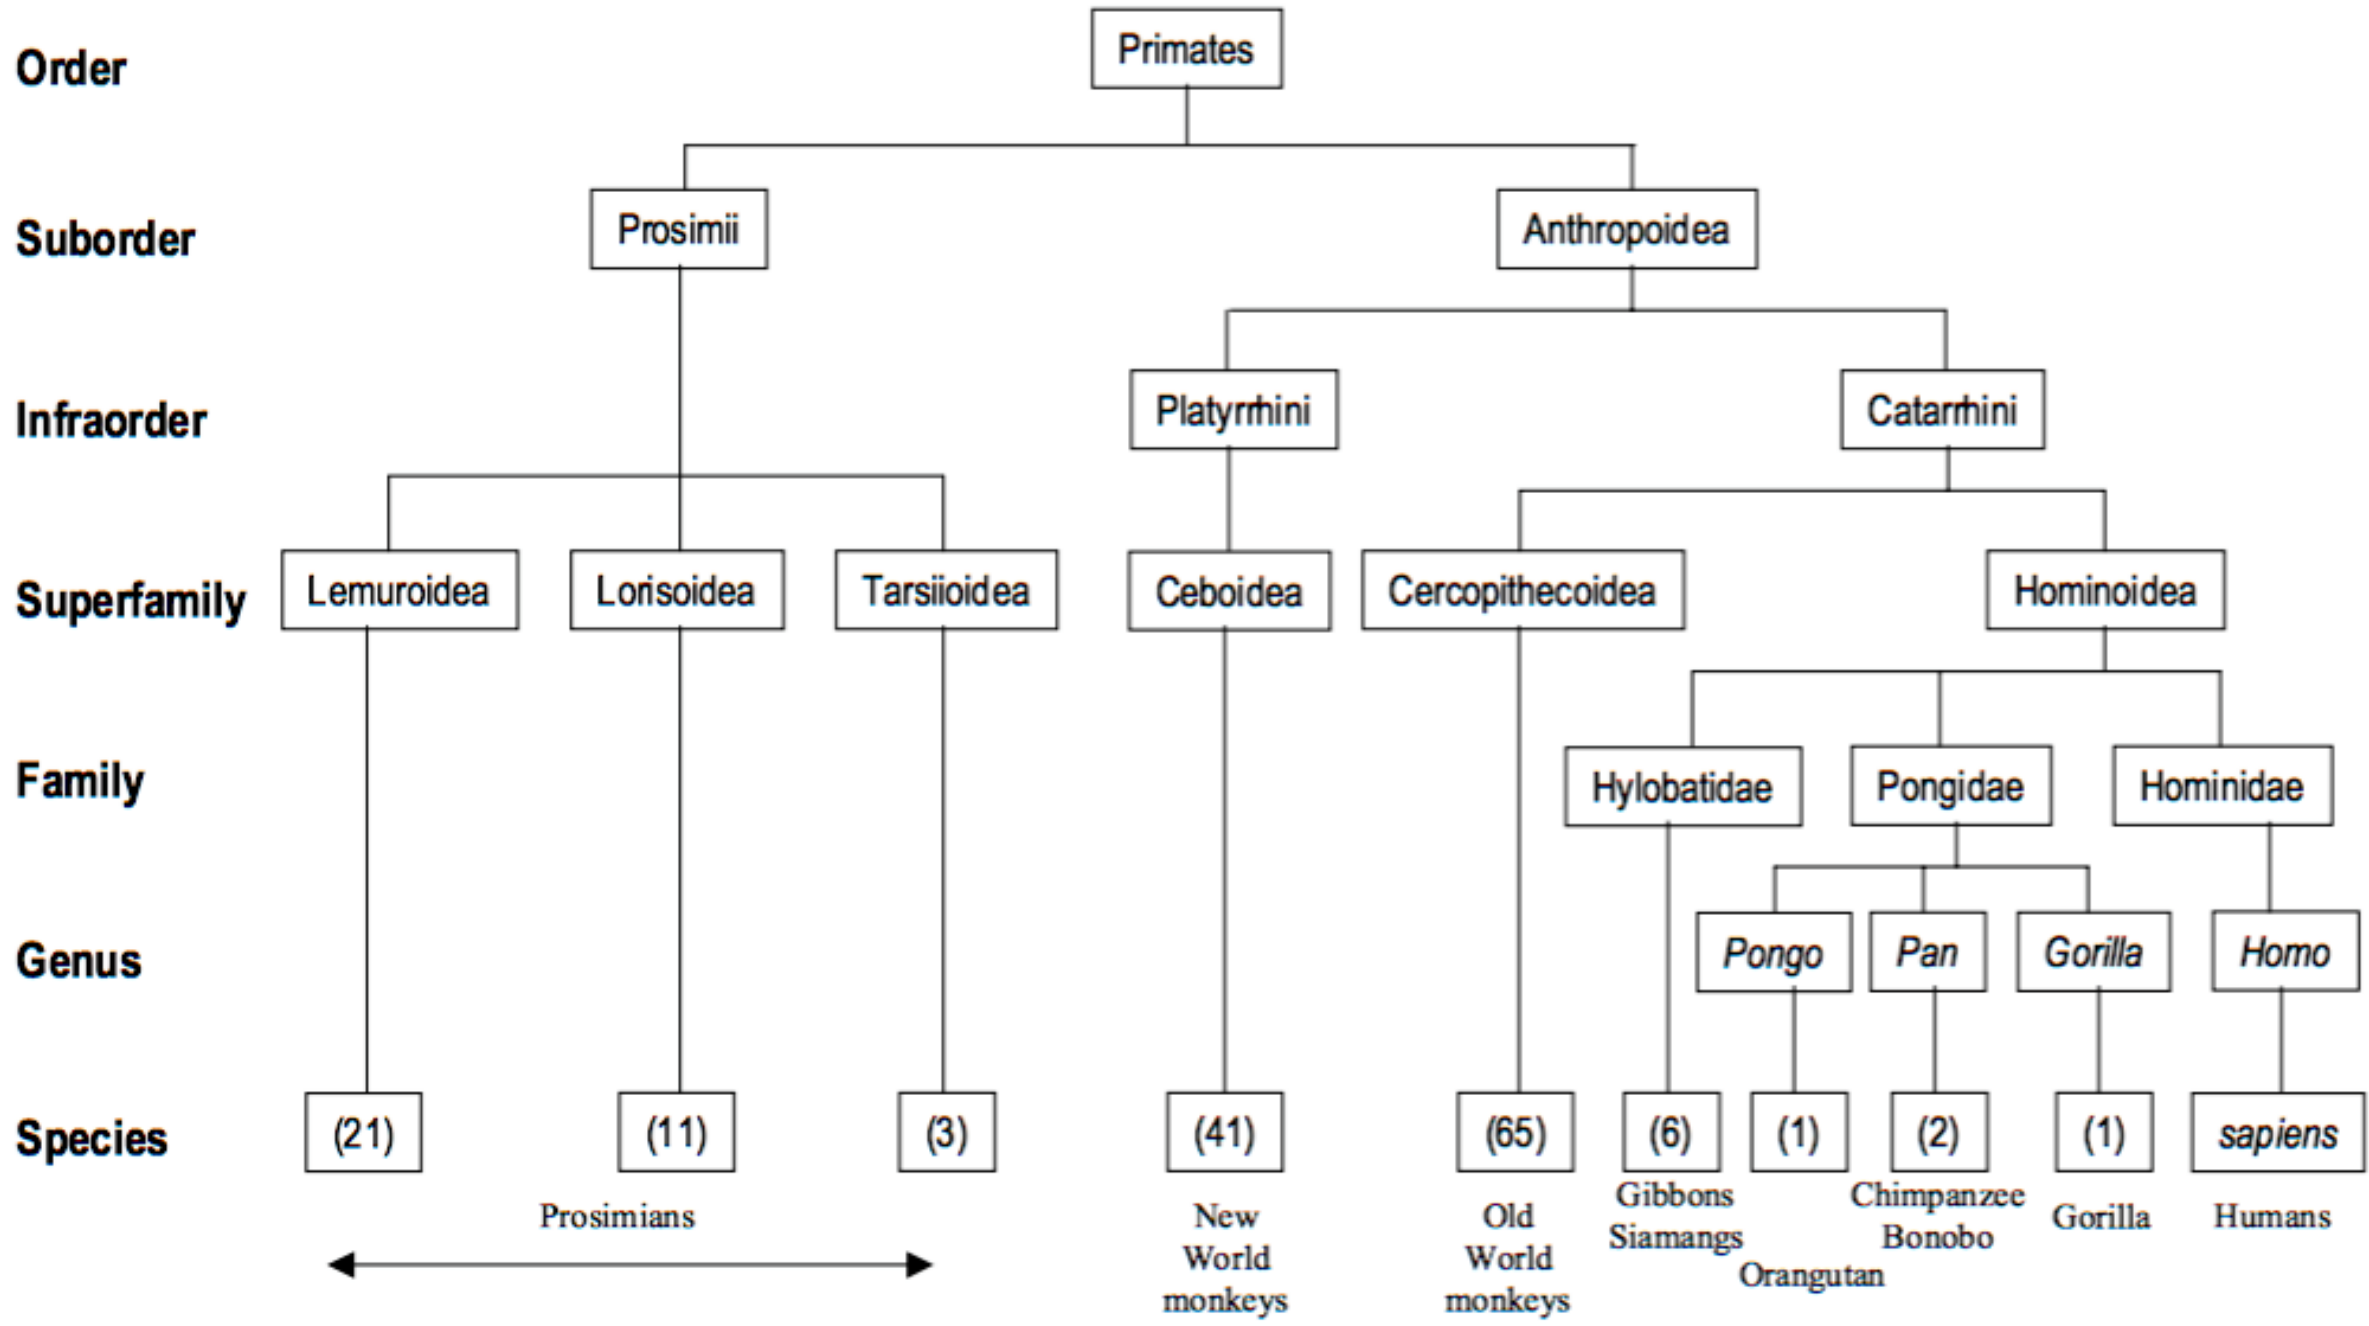 Order
Primates
Suborder
Prosimii
Anthropoidea
Infraorder
Platyrrhini
Catarrhini
Superfamily
Lemuroidea
Lorisoidea
Tarsiioidea
Ceboidea
Cercopithecoidea
Hominoidea
Family
Hylobatidae
Pongidae
Hominidae
Genus
Pongo
Pan
Gorilla
Homo
Species
(21)
(11)
(3)
(41)
(65)
(6)
(1)
(2)
(1)
sapiens
Prosimians
New
World
monkeys
Old
World
monkeys
Gibbons
Siamangs
Orangutan
Chimpanzee
Bonobo
Gorilla
Humans